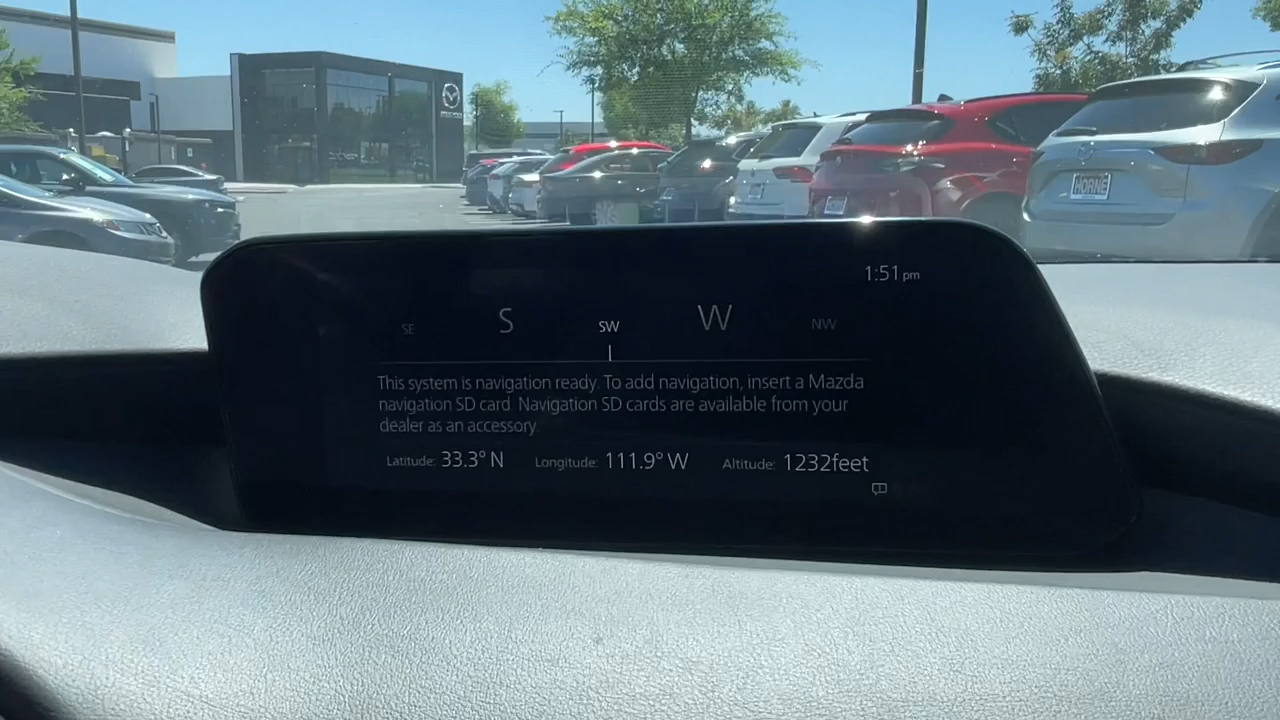 HORNE
1:51 pm
SE S SW W NW
This system is navigation ready. To add navigation, insert a Mazda
navigation SD card. Navigation SD cards are available from your
dealer as an accessory.
Latitude: 33.3° N Longitude: 111.9° W Altitude: 1232feet